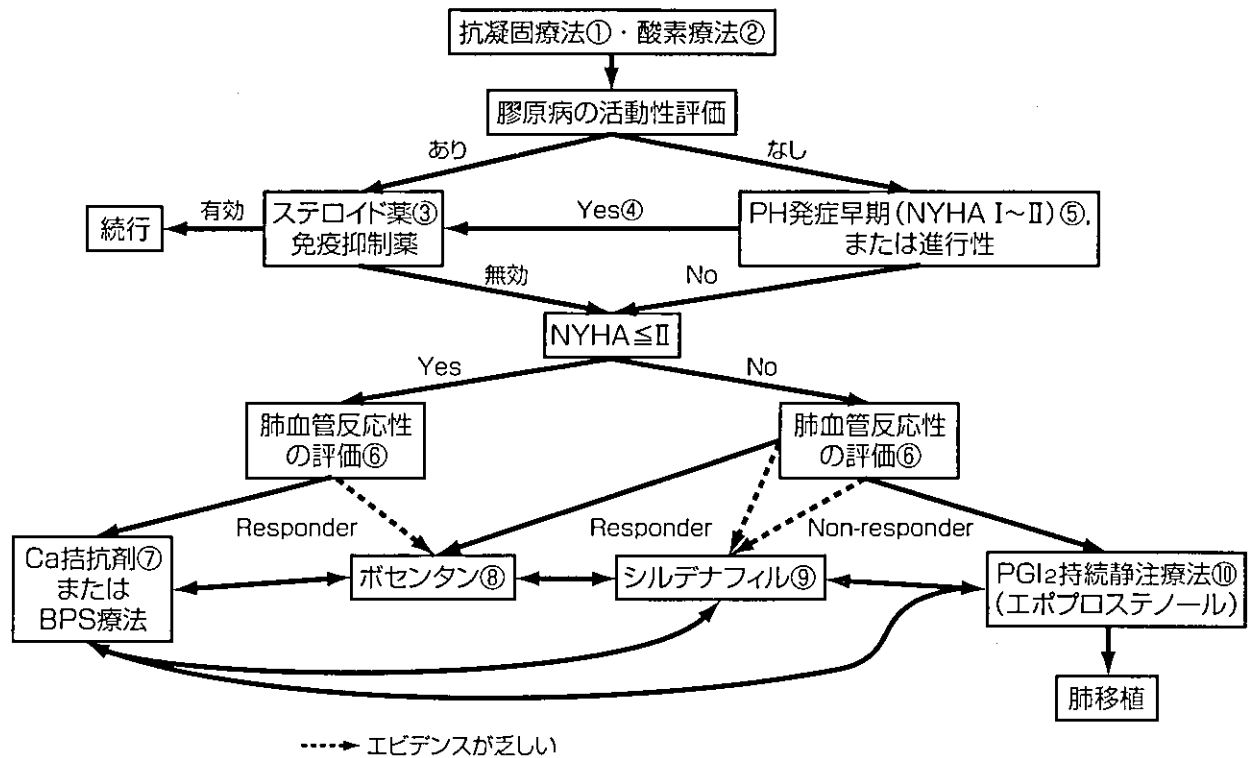 抗凝固療法①・酸素療法②
膠原病の活動性評価
あり
なし
続行
有効
ステロイド薬③
免疫抑制薬
Yes④
PH発症早期(NYHA Ⅰ～Ⅱ)⑤,
または進行性
無効
No
NYHA≦Ⅱ
Yes
No
肺血管反応性
の評価⑥
肺血管反応性
の評価⑥
Responder
Responder
Non-responder
Ca拮抗剤⑦
または
BPS療法
ボセンタン⑧
シルデナフィル⑨
PGI₂持続静注療法⑩
(エポプロステノール)
肺移植
エビデンスが乏しい